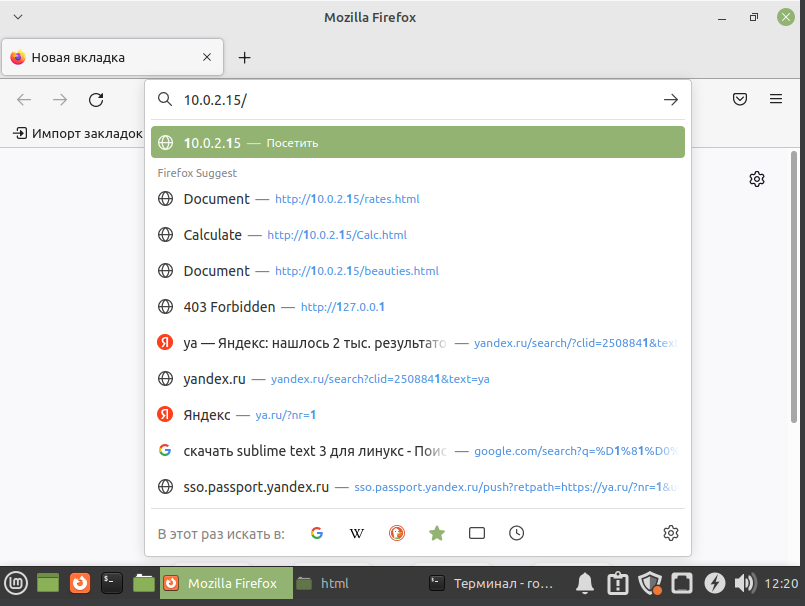 Mozilla Firefox
Новая вкладка
10.0.2.15/
Импорт закладок
10.0.2.15 — Посетить
Firefox Suggest
Document — http://10.0.2.15/rates.html
Calculate — http://10.0.2.15/Calc.html
Document — http://10.0.2.15/beauties.html
403 Forbidden — http://127.0.0.1
Я ya — Яндекс: нашлось 2 тыс. результато — yandex.ru/search/?clid=2508841&text
yandex.ru — yandex.ru/search?clid=2508841&text=ya
Я Яндекс — ya.ru/?nr=1
G скачать sublime text 3 для линукс - Поис — google.com/search?q=%D1%81%D0%
sso.passport.yandex.ru — sso.passport.yandex.ru/push?retpath=https://ya.ru/?nr=1&u
В этот раз искать в: G W
Mozilla Firefox html Терминал - ro... 12:20